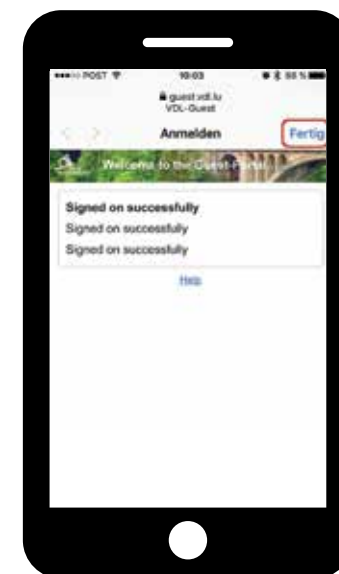 POST 10:03 55 %
guest.vdl.lu
VDL-Guest
Anmelden Fertig
Welcome to the Guest Portal
Signed on successfully
Signed on successfully
Signed on successfully
Help